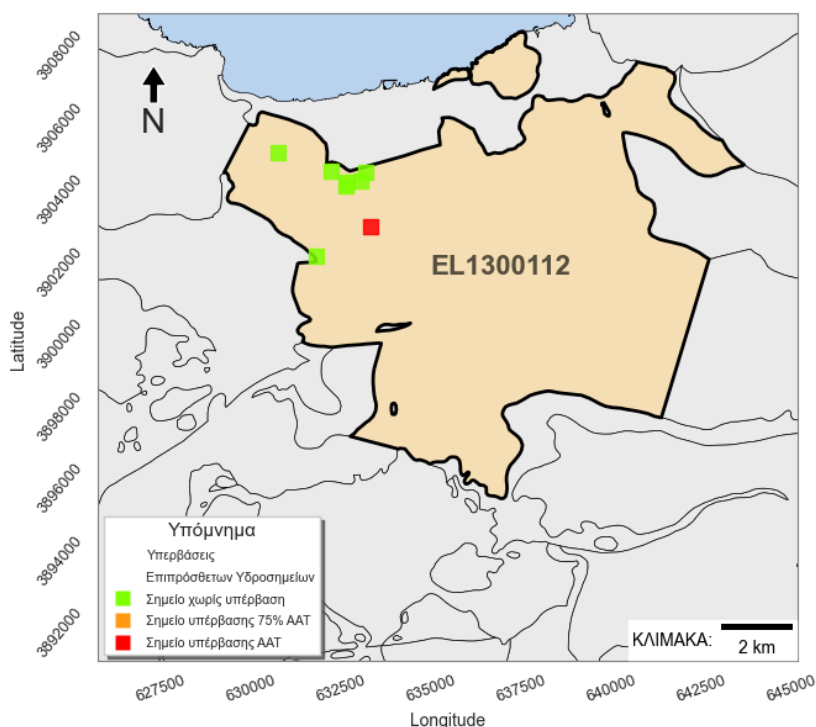 3908000
3906000
3904000
3902000
3900000
3898000
3896000
3894000
3892000
Latitude
N
EL1300112
Υπόμνημα
Υπερβάσεις
Επιπρόσθετων Υδροσημείων
Σημείο χωρίς υπέρβαση
Σημείο υπέρβασης 75% ΑΑΤ
Σημείο υπέρβασης ΑΑΤ
ΚΛΙΜΑΚΑ:
2 km
627500
630000
632500
635000
637500
640000
642500
645000
Longitude